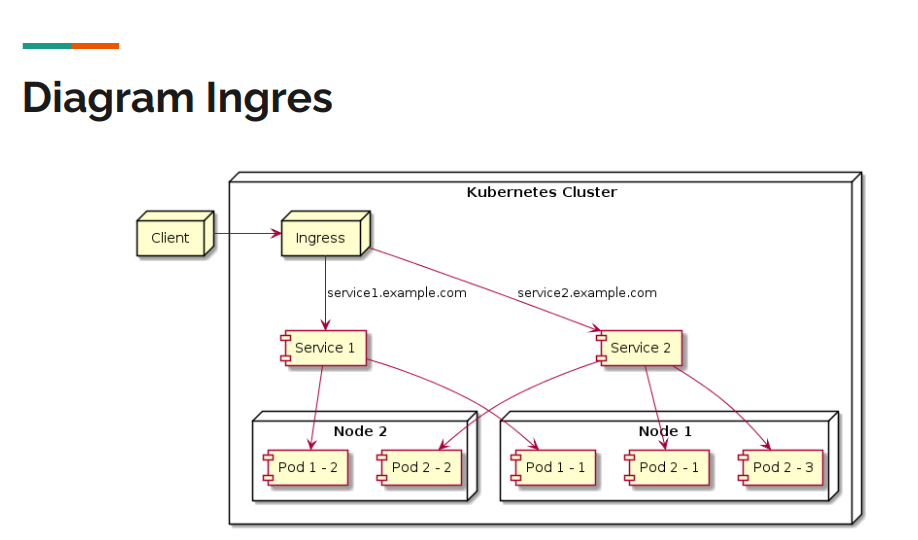 Diagram Ingres
Kubernetes Cluster
Client
Ingress
service1.example.com
service2.example.com
Service 1
Service 2
Node 2
Node 1
Pod 1 - 2
Pod 2 - 2
Pod 1 - 1
Pod 2 - 1
Pod 2 - 3